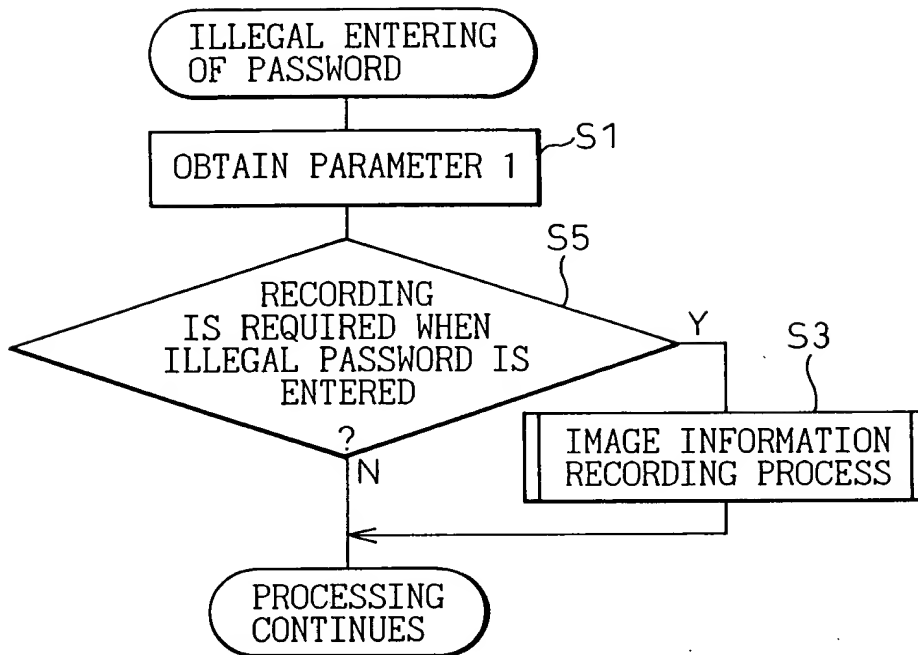 ILLEGAL ENTERING
OF PASSWORD
S1
OBTAIN PARAMETER 1
S5
RECORDING
IS REQUIRED WHEN
ILLEGAL PASSWORD IS
ENTERED
?
Y
N
S3
IMAGE INFORMATION
RECORDING PROCESS
PROCESSING
CONTINUES